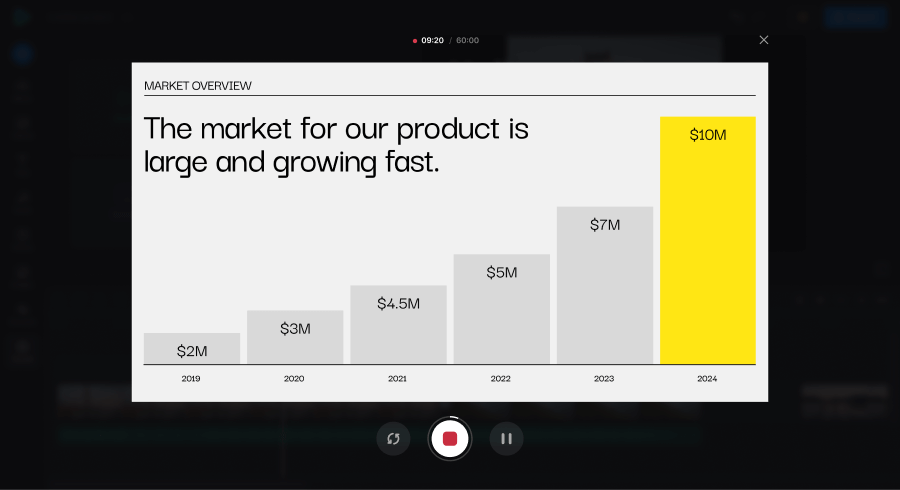 09:20 / 60:00
MARKET OVERVIEW
The market for our product is
large and growing fast.
$10M
$7M
$5M
$4.5M
$3M
$2M
2019 2020 2021 2022 2023 2024